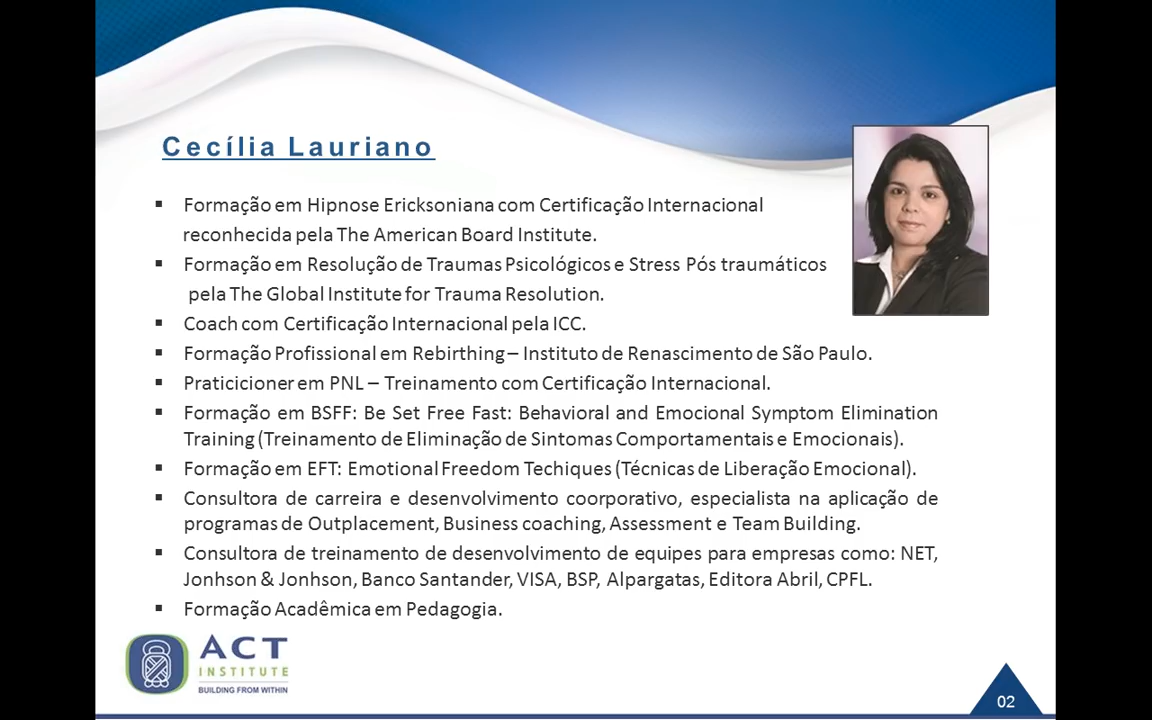 Cecília Lauriano
▪ Formação em Hipnose Ericksoniana com Certificação Internacional
reconhecida pela The American Board Institute.
▪ Formação em Resolução de Traumas Psicológicos e Stress Pós traumáticos
pela The Global Institute for Trauma Resolution.
▪ Coach com Certificação Internacional pela ICC.
▪ Formação Profissional em Rebirthing – Instituto de Renascimento de São Paulo.
▪ Praticicioner em PNL – Treinamento com Certificação Internacional.
▪ Formação em BSFF: Be Set Free Fast: Behavioral and Emocional Symptom Elimination
Training (Treinamento de Eliminação de Sintomas Comportamentais e Emocionais).
▪ Formação em EFT: Emotional Freedom Techiques (Técnicas de Liberação Emocional).
▪ Consultora de carreira e desenvolvimento coorporativo, especialista na aplicação de
programas de Outplacement, Business coaching, Assessment e Team Building.
▪ Consultora de treinamento de desenvolvimento de equipes para empresas como: NET,
Jonhson & Jonhson, Banco Santander, VISA, BSP, Alpargatas, Editora Abril, CPFL.
▪ Formação Acadêmica em Pedagogia.
ACT
INSTITUTE
BUILDING FROM WITHIN
02